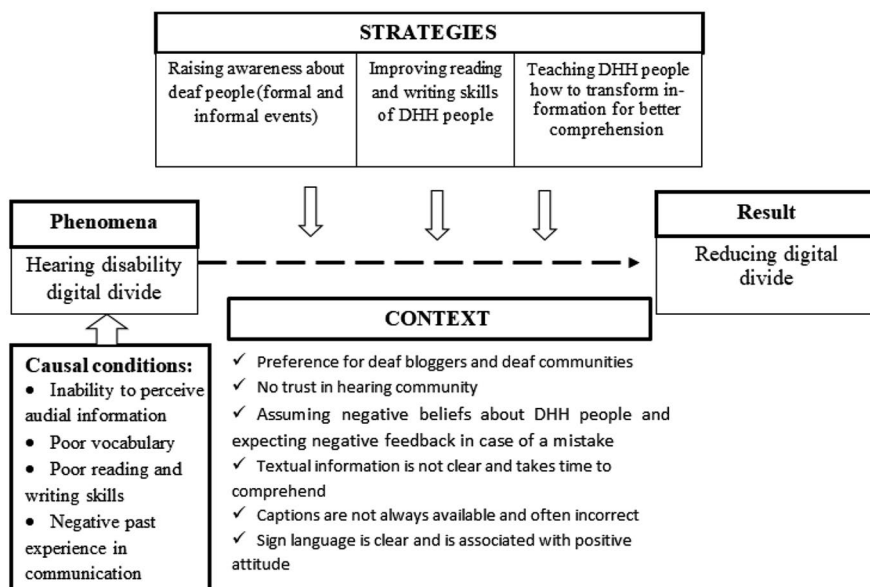 STRATEGIES
Raising awareness about
deaf people (formal and
informal events)
Improving reading
and writing skills
of DHH people
Teaching DHH people
how to transform in-
formation for better
comprehension
Phenomena
Hearing disability
digital divide
Result
Reducing digital
divide
Causal conditions:
• Inability to perceive
audial information
• Poor vocabulary
• Poor reading and
writing skills
• Negative past
experience in
communication
CONTEXT
✓ Preference for deaf bloggers and deaf communities
✓ No trust in hearing community
✓ Assuming negative beliefs about DHH people and
expecting negative feedback in case of a mistake
✓ Textual information is not clear and takes time to
comprehend
✓ Captions are not always available and often incorrect
✓ Sign language is clear and is associated with positive
attitude